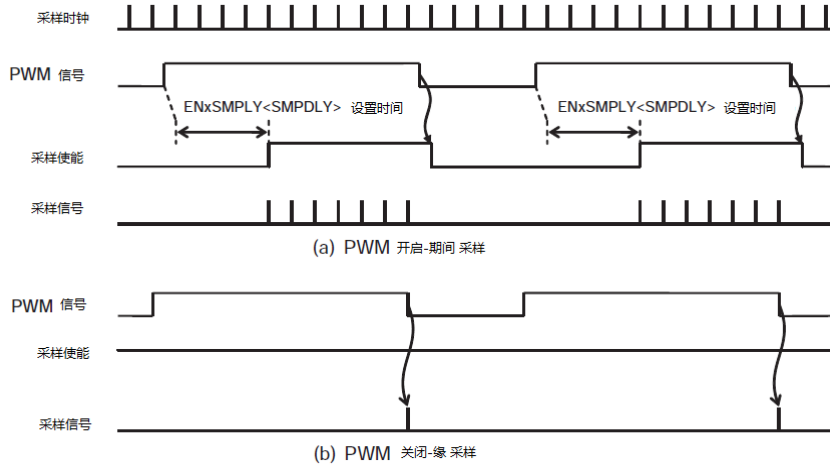 采样时钟
PWM 信号
ENxSMPLY<SMPDLY> 设置时间 ENxSMPLY<SMPDLY> 设置时间
采样使能
采样信号
(a) PWM 开启-期间 采样
PWM 信号
采样使能
采样信号
(b) PWM 关闭-缘 采样